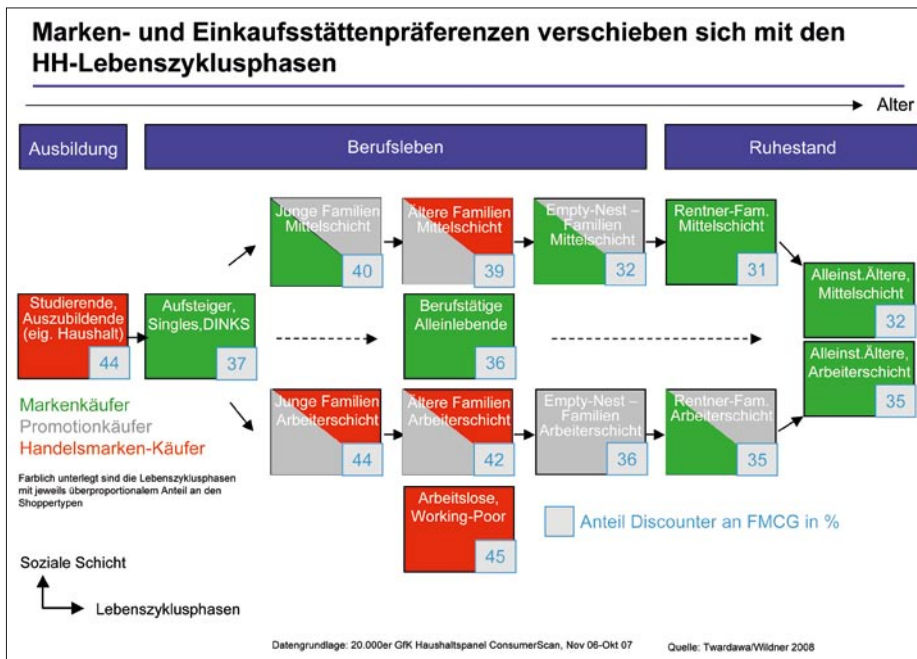 Marken- und Einkaufsstättenpräferenzen verschieben sich mit den
HH-Lebenszyklusphasen
Alter
Ausbildung
Berufsleben
Ruhestand
Junge Familien
Mittelschicht
40
Ältere Familien
Mittelschicht
39
Empty-Nest –
Familien
Mittelschicht
32
Rentner-Fam.
Mittelschicht
31
Alleinst.Ältere,
Mittelschicht
32
Studierende,
Auszubildende
(eig. Haushalt)
44
Aufsteiger,
Singles,DINKS
37
Berufstätige
Alleinlebende
36
Alleinst.Ältere,
Arbeiterschicht
35
Junge Familien
Arbeiterschicht
44
Ältere Familien
Arbeiterschicht
42
Empty-Nest –
Familien
Arbeiterschicht
36
Rentner-Fam.
Arbeiterschicht
35
Markenkäufer
Promotionkäufer
Handelsmarken-Käufer
Farblich unterlegt sind die Lebenszyklusphasen
mit jeweils überproportionalem Anteil an den
Shoppertypen
Arbeitslose,
Working-Poor
45
Anteil Discounter an FMCG in %
Soziale Schicht
Lebenszyklusphasen
Datengrundlage: 20.000er GfK Haushaltspanel ConsumerScan, Nov 06-Okt 07
Quelle: Twardawa/Wildner 2008